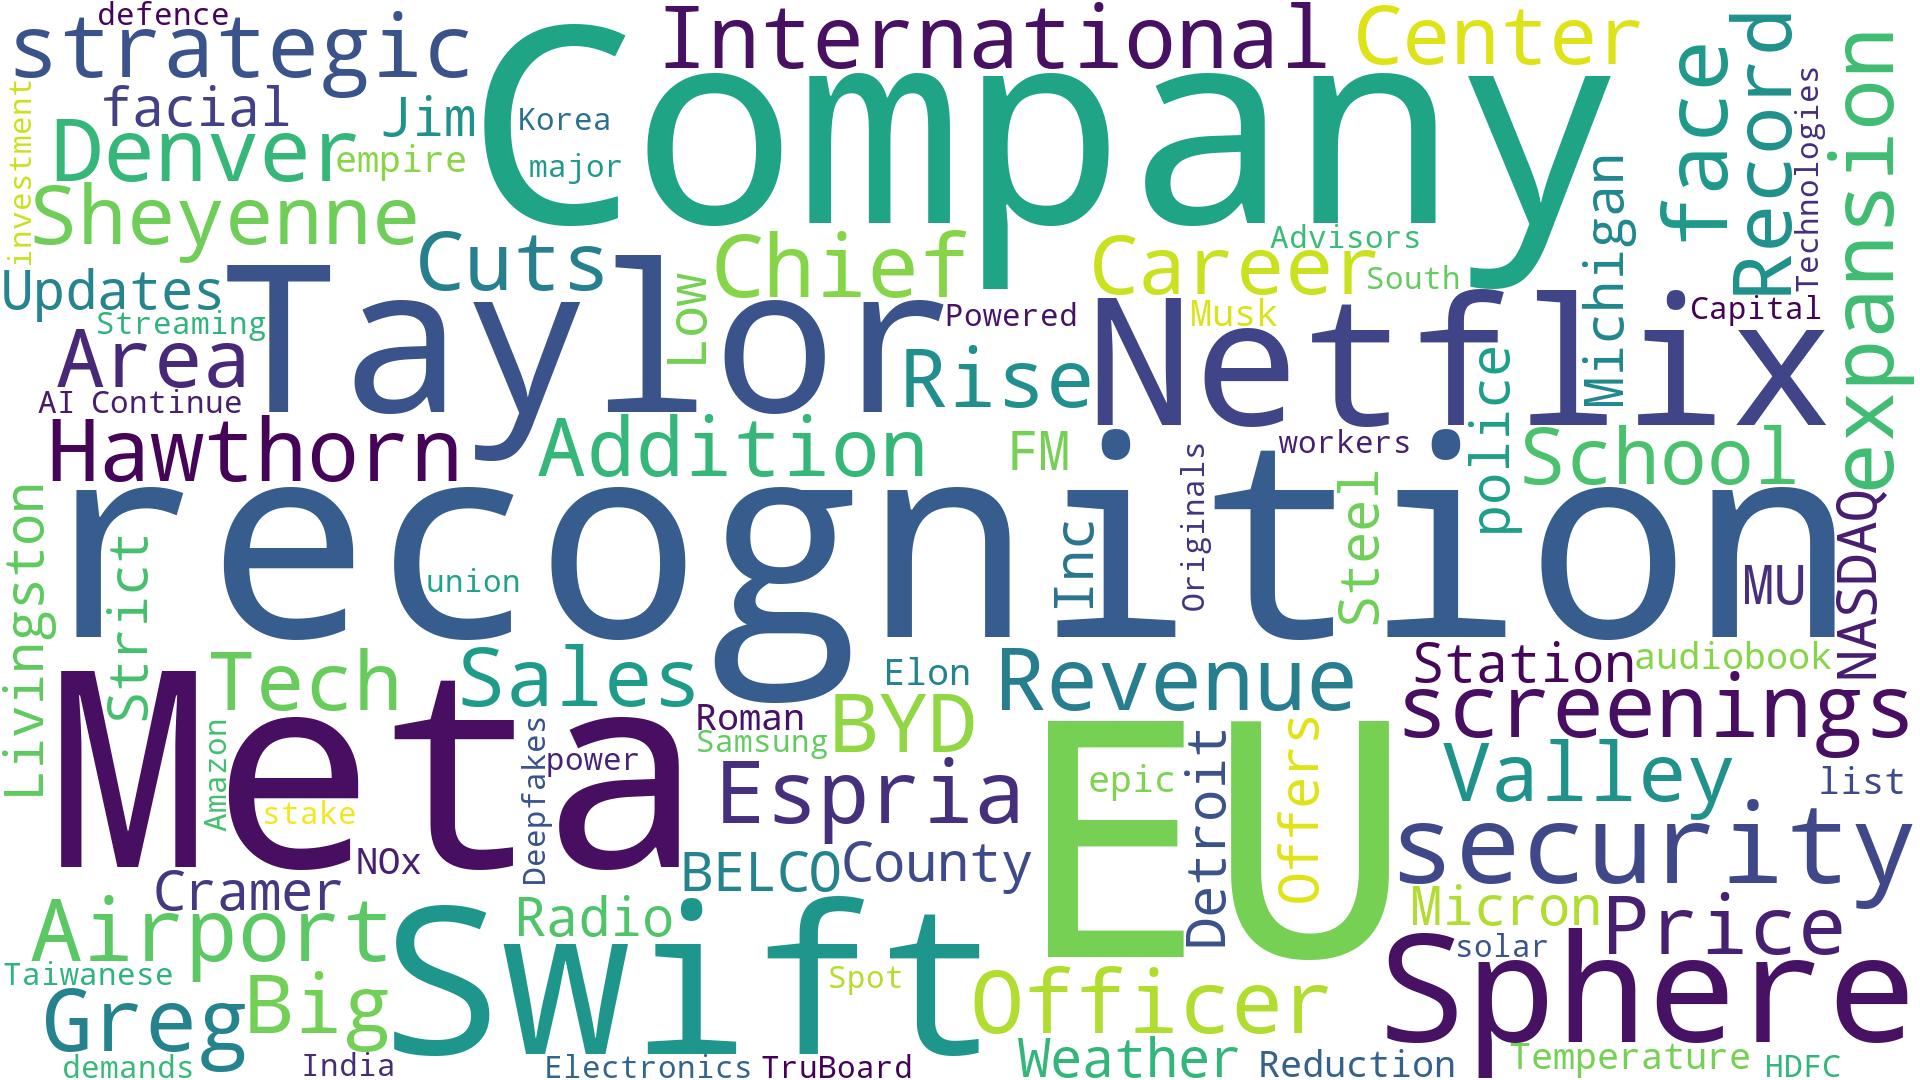 defence
strategic
International
Center
Company
facial
Jim
Korea
face
Record
Technologies
expansion
investment
Denver
empire
major
Michigan
Sheyenne
Cuts
Chief
Career
Advisors
South
Updates
Taylor
Low
Powered
Musk
Netflix
Capital
Streaming
Area
Rise
police
AI Continue
Hawthorn
Addition
FM
workers
School
recognition
Originals
Steel
Inc
union
MU
NASDAQ
Livingston
Strict
Tech
Sales
Elon
Revenue
Station
audiobook
screenings
Meta
Roman
Samsung
BYD
EU
Detroit
Offers
Valley
Amazon
Deepfakes
power
Espria
epic
list
stake
security
NOx
BELCO
County
Cramer
Micron
Price
Airport
Radio
Swift
solar
Sphere
Taiwanese
Spot
Officer
Greg
Big
Weather
Reduction
Temperature
HDFC
demands
India
Electronics
TruBoard